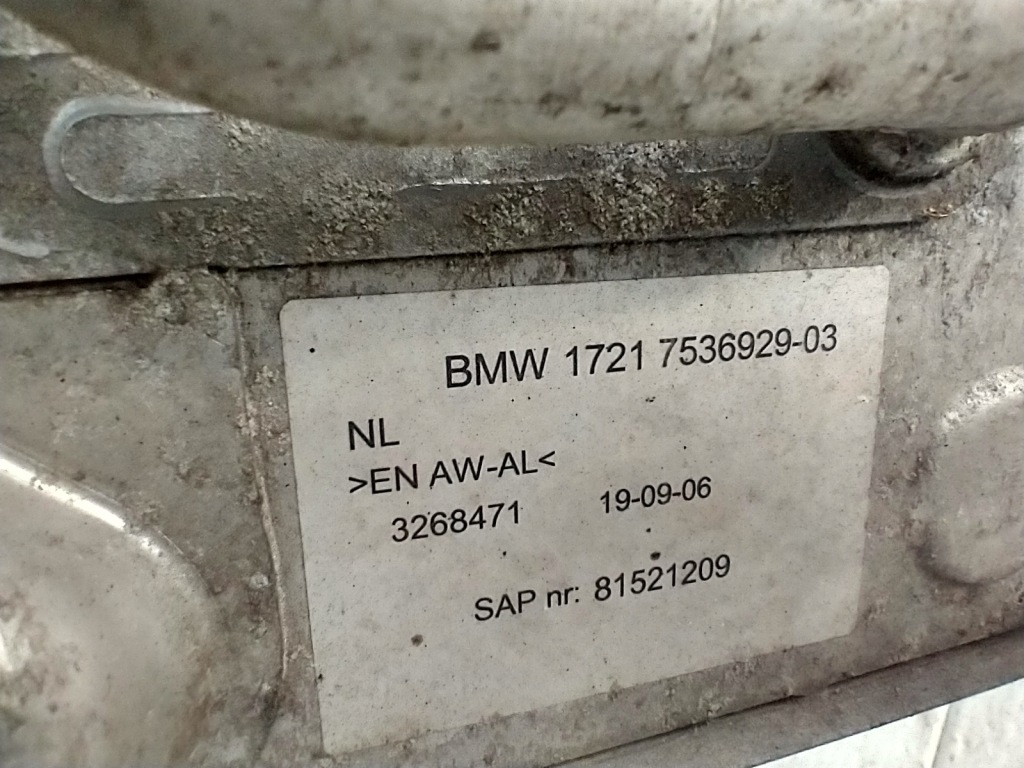 BMW 1721 7536929-03
NL
>EN AW-AL<
3268471 19-09-06
SAP nr: 81521209